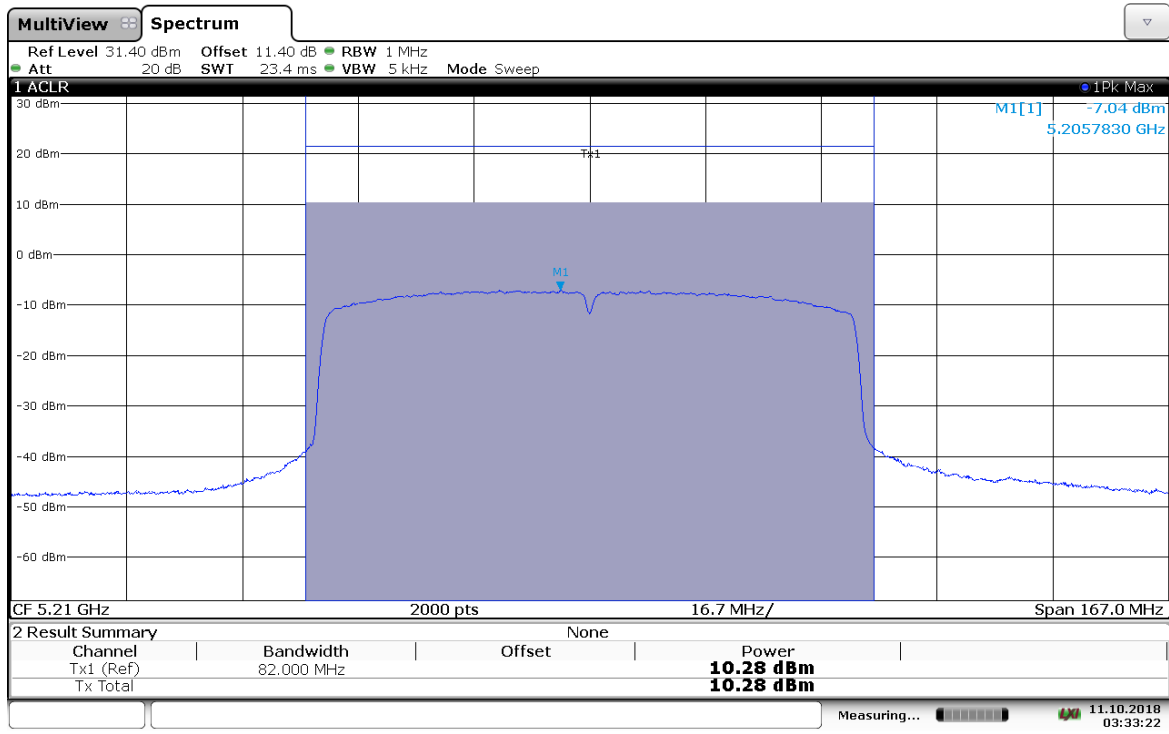 MultiView Spectrum
Ref Level 31.40 dBm Offset 11.40 dB RBW 1 MHz
Att 20 dB SWT 23.4 ms VBW 5 kHz Mode Sweep
1 ACLR 1Pk Max
30 dBm
M1[1] -7.04 dBm
5.2057830 GHz
20 dBm
Tx1
10 dBm
0 dBm
M1
-10 dBm
-20 dBm
-30 dBm
-40 dBm
-50 dBm
-60 dBm
CF 5.21 GHz 2000 pts 16.7 MHz/ Span 167.0 MHz
2 Result Summary None
Channel Bandwidth Offset Power
Tx1 (Ref) 82.000 MHz 10.28 dBm
Tx Total 10.28 dBm
Measuring... LXI 11.10.2018
03:33:22